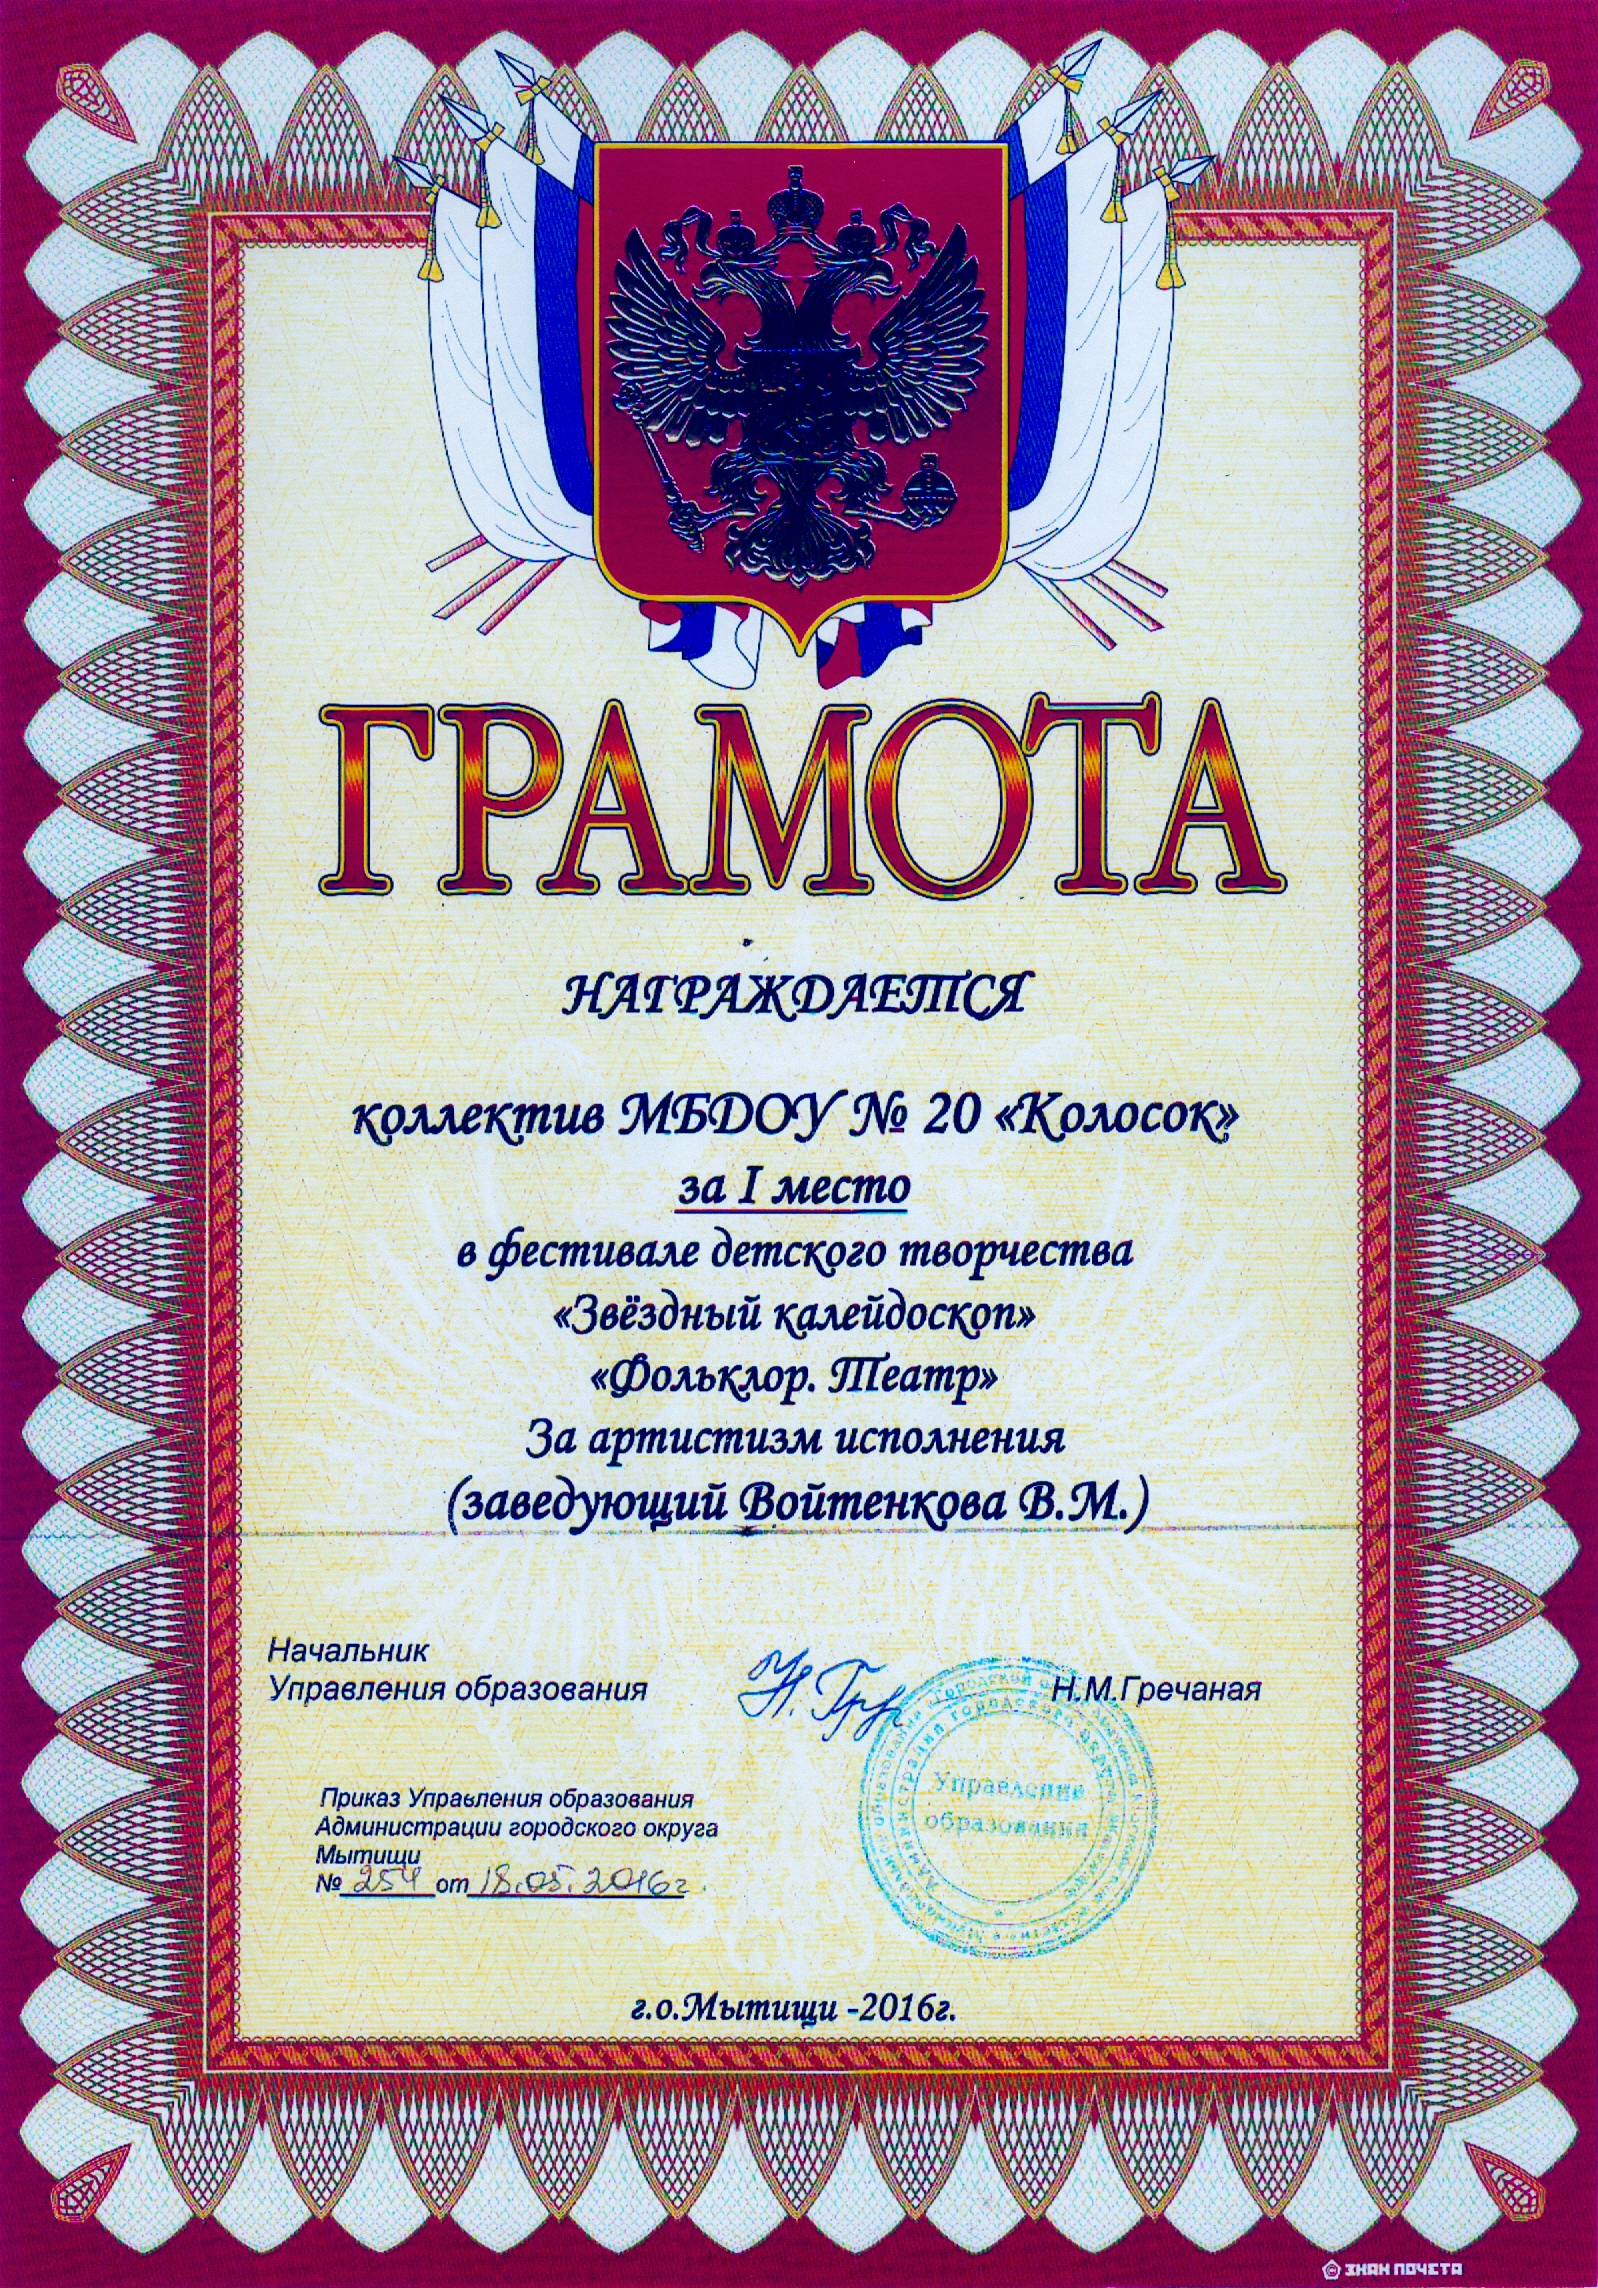 ГРАМОТА
НАГРАЖДАЕТСЯ
коллектив МБДОУ № 20 «Колосок»
за I место
в фестивале детского творчества
«Звёздный калейдоскоп»
«Фольклор. Театр»
За артистизм исполнения
(заведующий Войтенкова В.М.)
Начальник
Управления образования
Н. Гре
Н.М.Гречаная
Управление
образования
Приказ Управления образования
Администрации городского округа
Мытищи
№ 254 от 18.05.2016г.
г.о.Мытищи -2016г.
ЗНАК ПОЧЕТА